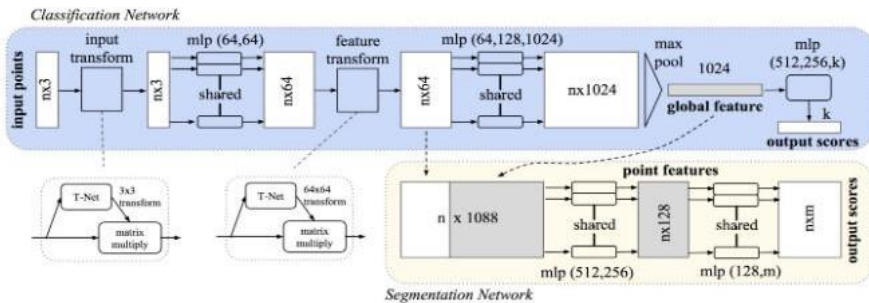 Classification Network
input points
nx3
input
transform
nx3
mlp (64,64)
shared
nx64
feature
transform
nx64
mlp (64,128,1024)
shared
nx1024
max
pool
1024
global feature
mlp
(512,256,k)
k
output scores
T-Net
3x3
transform
matrix
multiply
T-Net
64x64
transform
matrix
multiply
point features
n x 1088
shared
mlp (512,256)
nx128
shared
mlp (128,m)
nxm
output scores
Segmentation Network